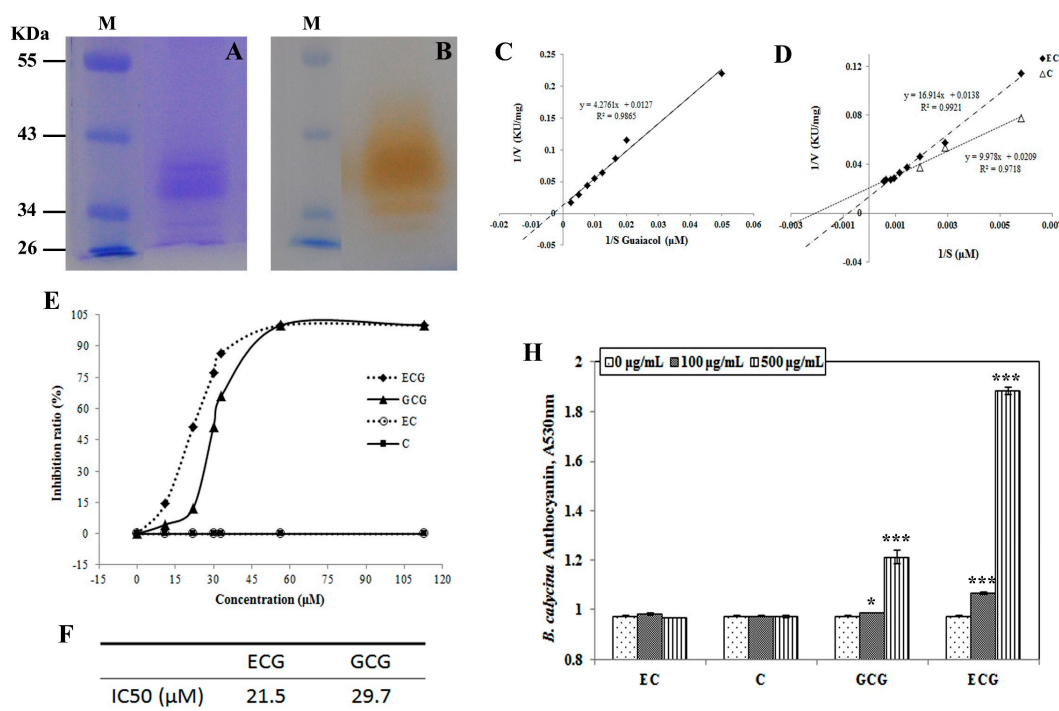 KDa
M
A
55
43
34
26
M
B
C
0.25
0.2
0.15
0.1
0.05
0
-0.05
-0.02
-0.01
0
0.01
0.02
0.03
0.04
0.05
0.06
y = 4.2761x + 0.0127
R² = 0.9865
1/V (KU/mg)
1/S Guaiacol (µM)
D
EC
C
0.12
0.08
0.04
0
-0.04
-0.003
-0.001
0.001
0.003
0.005
y = 16.914x + 0.0138
R² = 0.9921
y = 9.978x + 0.0209
R² = 0.9718
1/V (KU/mg)
1/S (µM)
E
105
90
75
60
45
30
15
0
-15
-15
0
15
30
45
60
75
90
105
120
Inhibition ratio (%)
Concentration (µM)
ECG
GCG
EC
C
F
ECG GCG
IC50 (µM) 21.5 29.7
H
0 µg/mL 100 µg/mL 500 µg/mL
2
1.8
1.6
1.4
1.2
1
0.8
B. calycina Anthocyanin, A530nm
*
***
***
***
EC
C
GCG
ECG